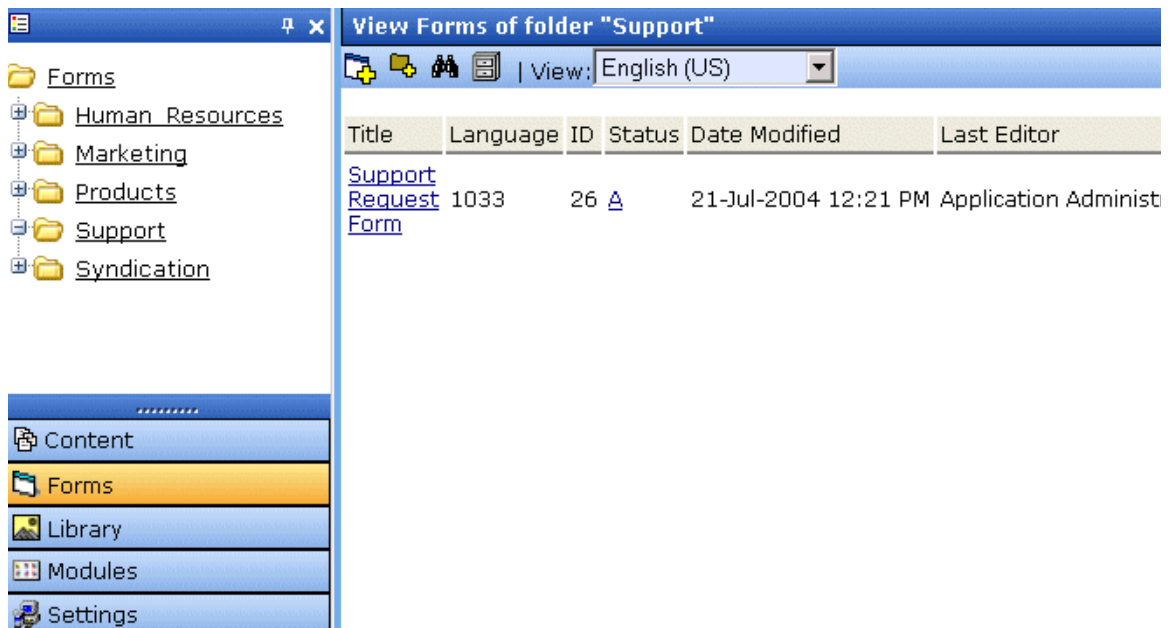 Forms
Human Resources
Marketing
Products
Support
Syndication
Content
Forms
Library
Modules
Settings
View Forms of folder "Support"
| View: English (US)
Title Language ID Status Date Modified Last Editor
Support
Request 1033 26 A 21-Jul-2004 12:21 PM Application Administ
Form